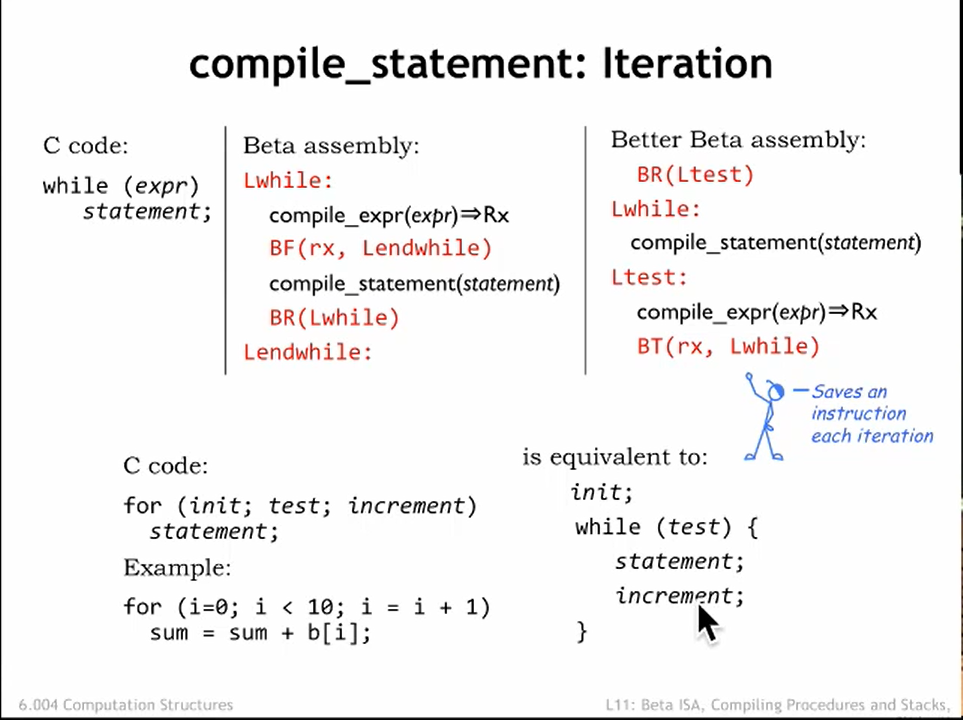 compile_statement: Iteration
C code:
while (expr)
statement;
Beta assembly:
Lwhile:
compile_expr(expr)⇒Rx
BF(rx, Lendwhile)
compile_statement(statement)
BR(Lwhile)
Lendwhile:
Better Beta assembly:
BR(Ltest)
Lwhile:
compile_statement(statement)
Ltest:
compile_expr(expr)⇒Rx
BT(rx, Lwhile)
Saves an
instruction
each iteration
C code:
for (init; test; increment)
statement;
Example:
for (i=0; i < 10; i = i + 1)
sum = sum + b[i];
is equivalent to:
init;
while (test) {
statement;
increment;
}
6.004 Computation Structures
L11: Beta ISA, Compiling Procedures and Stacks,